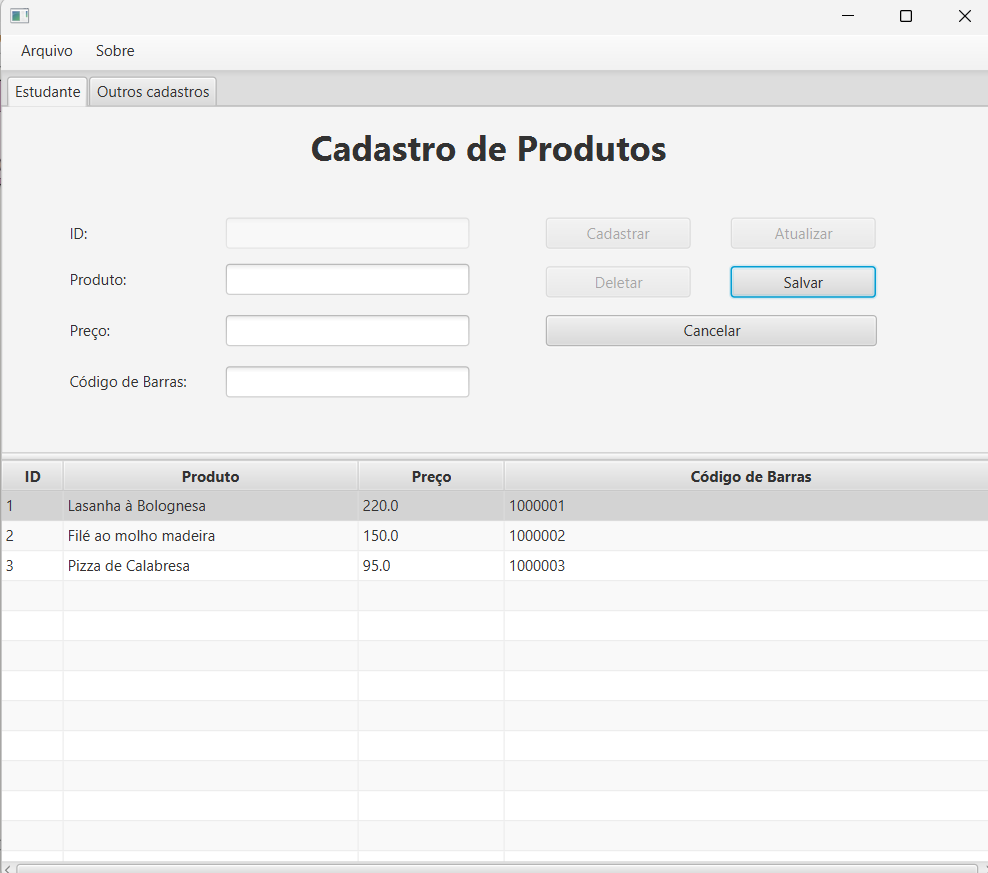 Arquivo Sobre
Estudante Outros cadastros
Cadastro de Produtos
ID: Cadastrar Atualizar
Produto: Deletar Salvar
Preço: Cancelar
Código de Barras:
ID Produto Preço Código de Barras
1 Lasanha à Bolognesa 220.0 1000001
2 Filé ao molho madeira 150.0 1000002
3 Pizza de Calabresa 95.0 1000003